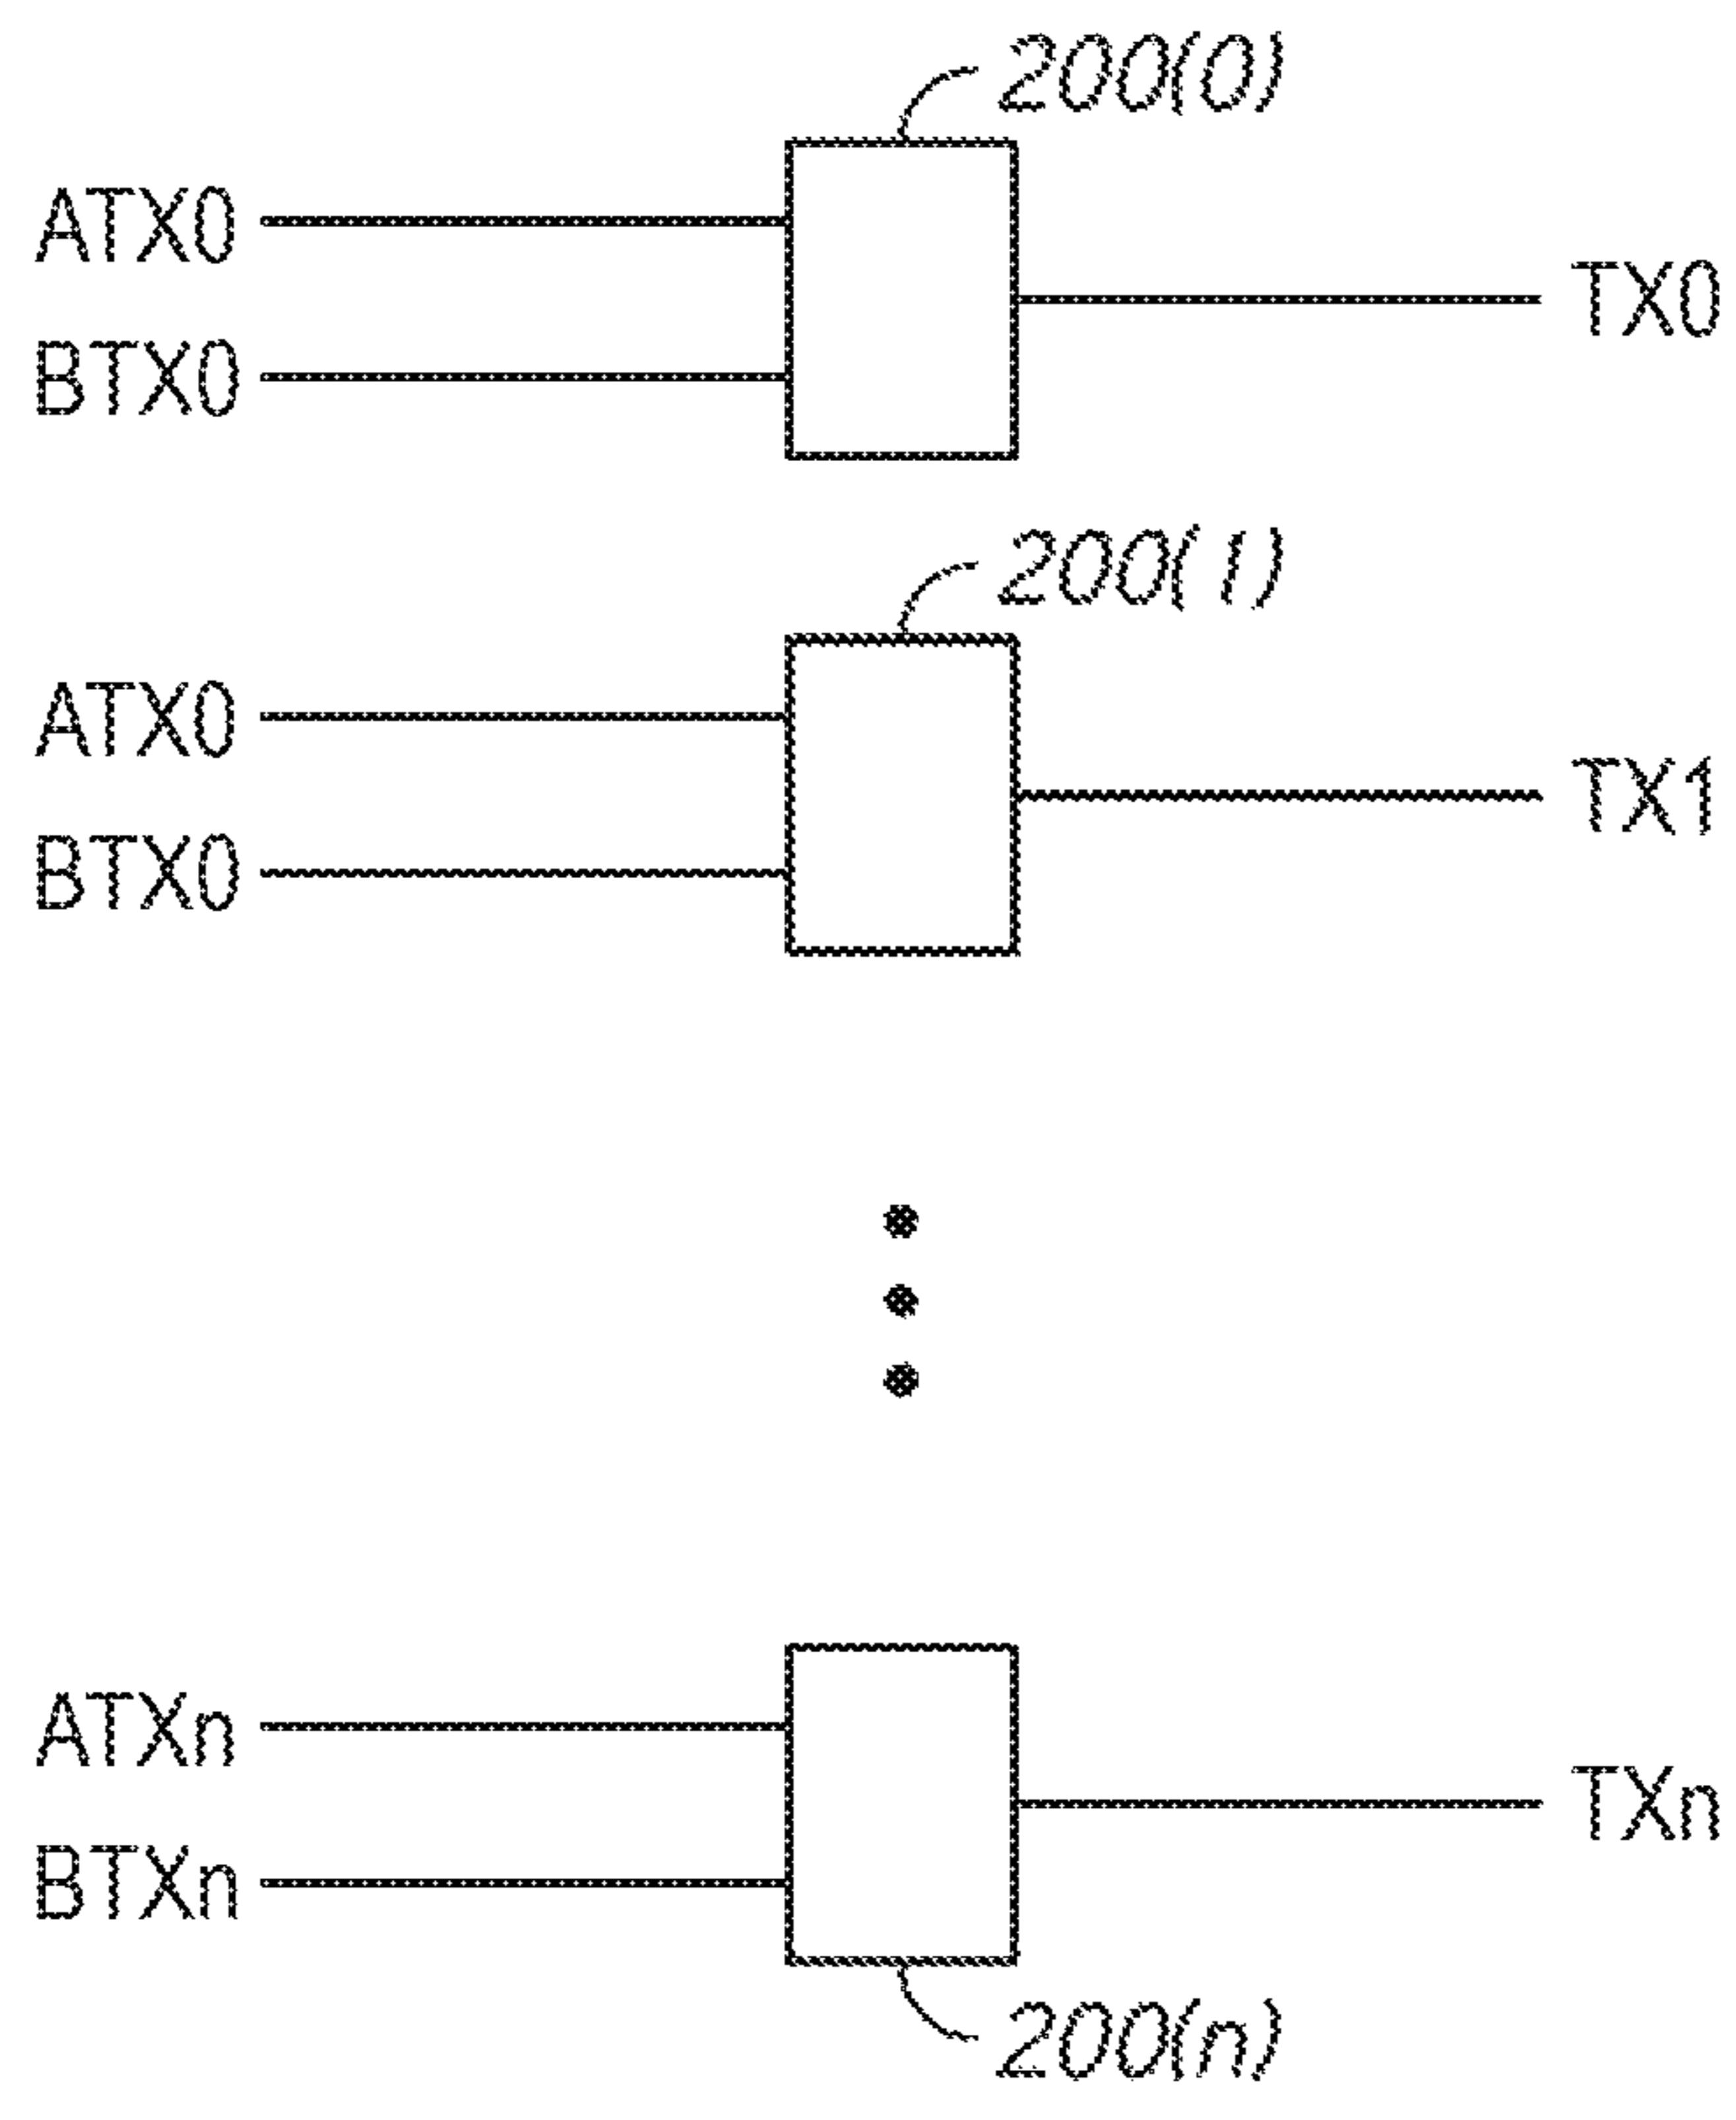 200(0)
ATX0
TX0
BTX0
200(1)
ATX0
TX1
BTX0
ATXn
TXn
BTXn
200(n)